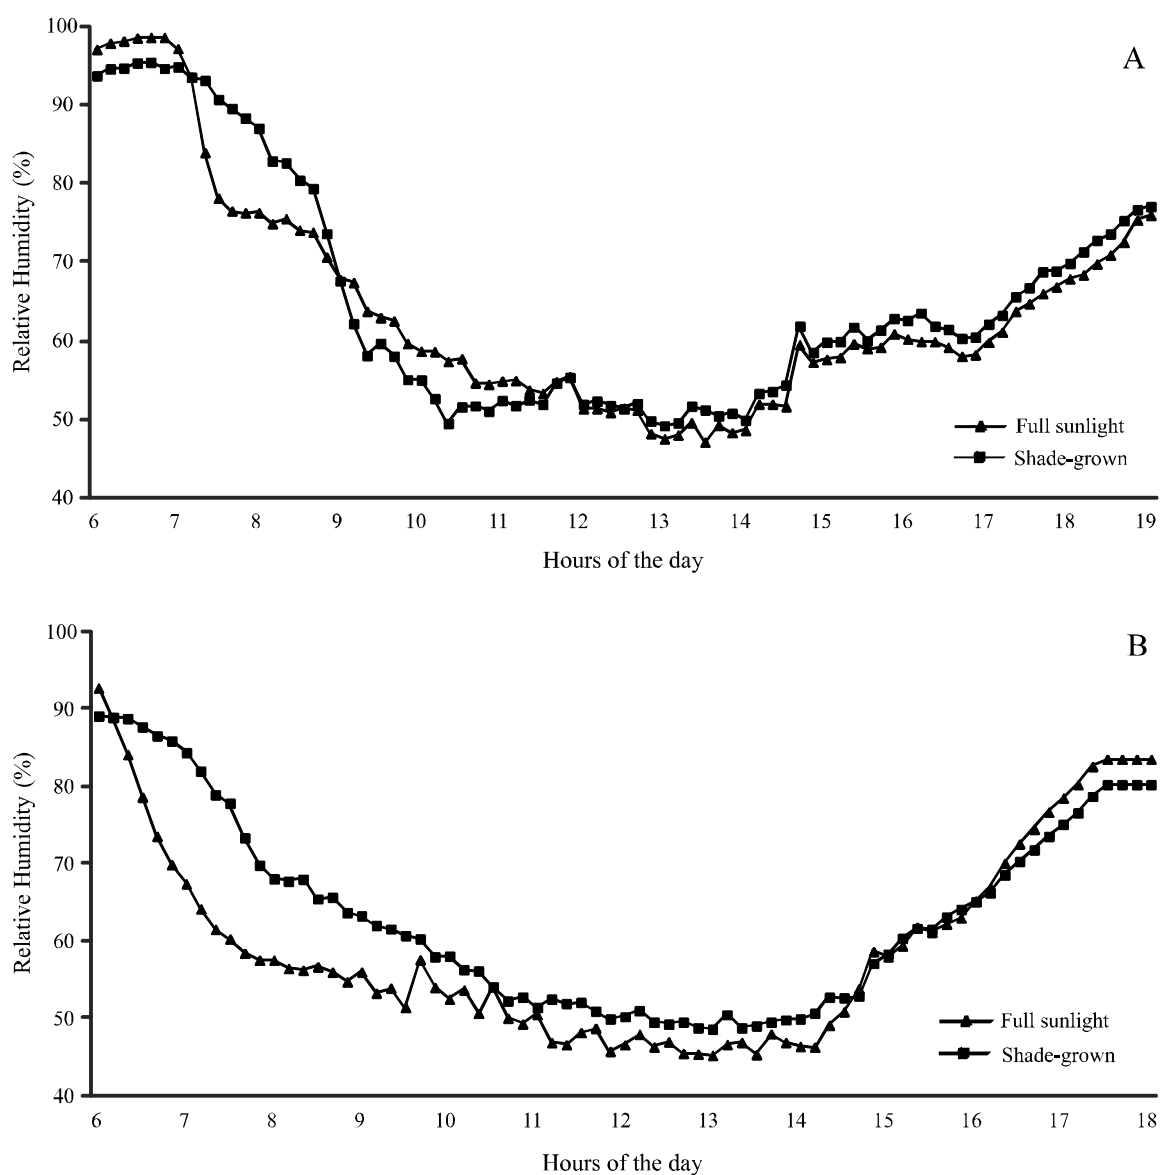 A
Relative Humidity (%)
100
90
80
70
60
50
40
Full sunlight
Shade-grown
6 7 8 9 10 11 12 13 14 15 16 17 18 19
Hours of the day
B
Relative Humidity (%)
100
90
80
70
60
50
40
Full sunlight
Shade-grown
6 7 8 9 10 11 12 13 14 15 16 17 18
Hours of the day